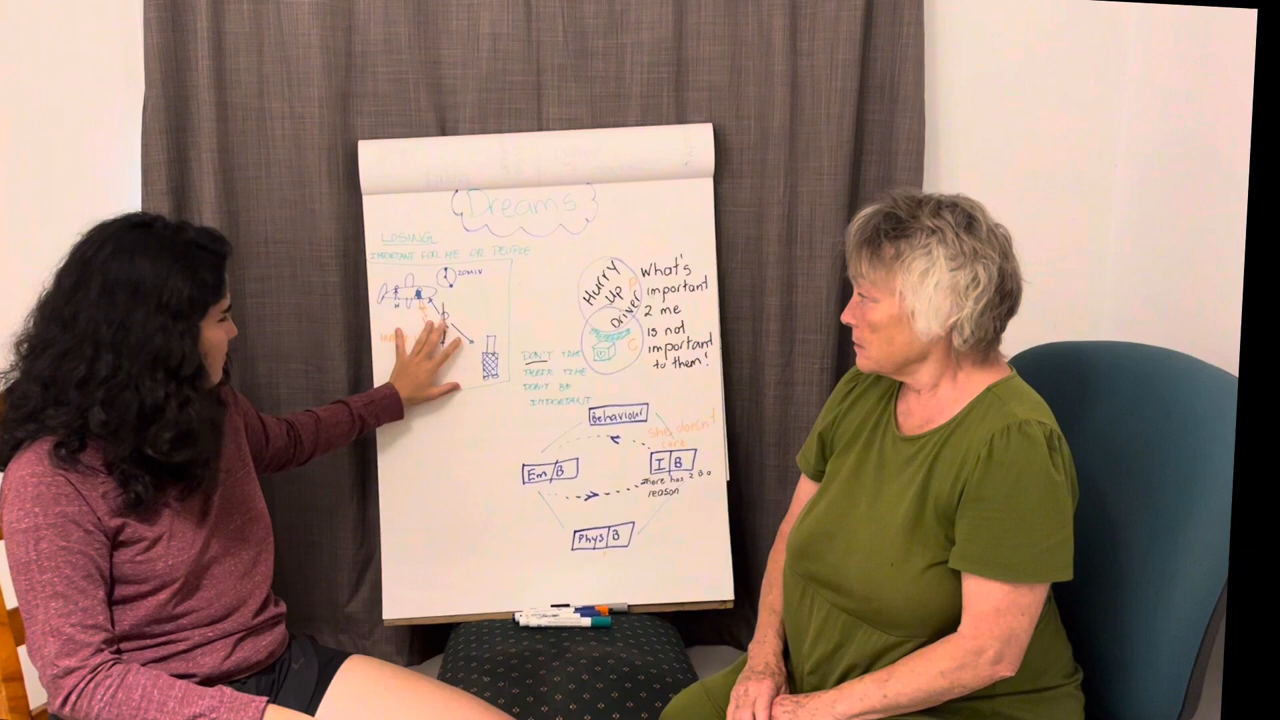 Dreams
LOSING
IMPORTANT FOR ME OR PEOPLE
20MIN
Hurry
Up
Driver
P
C
What's
important
2 me
is not
important
to them!
DON'T TAKE
THEIR TIME
DON'T BE
IMPORTANT
Behaviour
she doesn't
care
Em B
I B
There has 2 B a
reason
Phys B